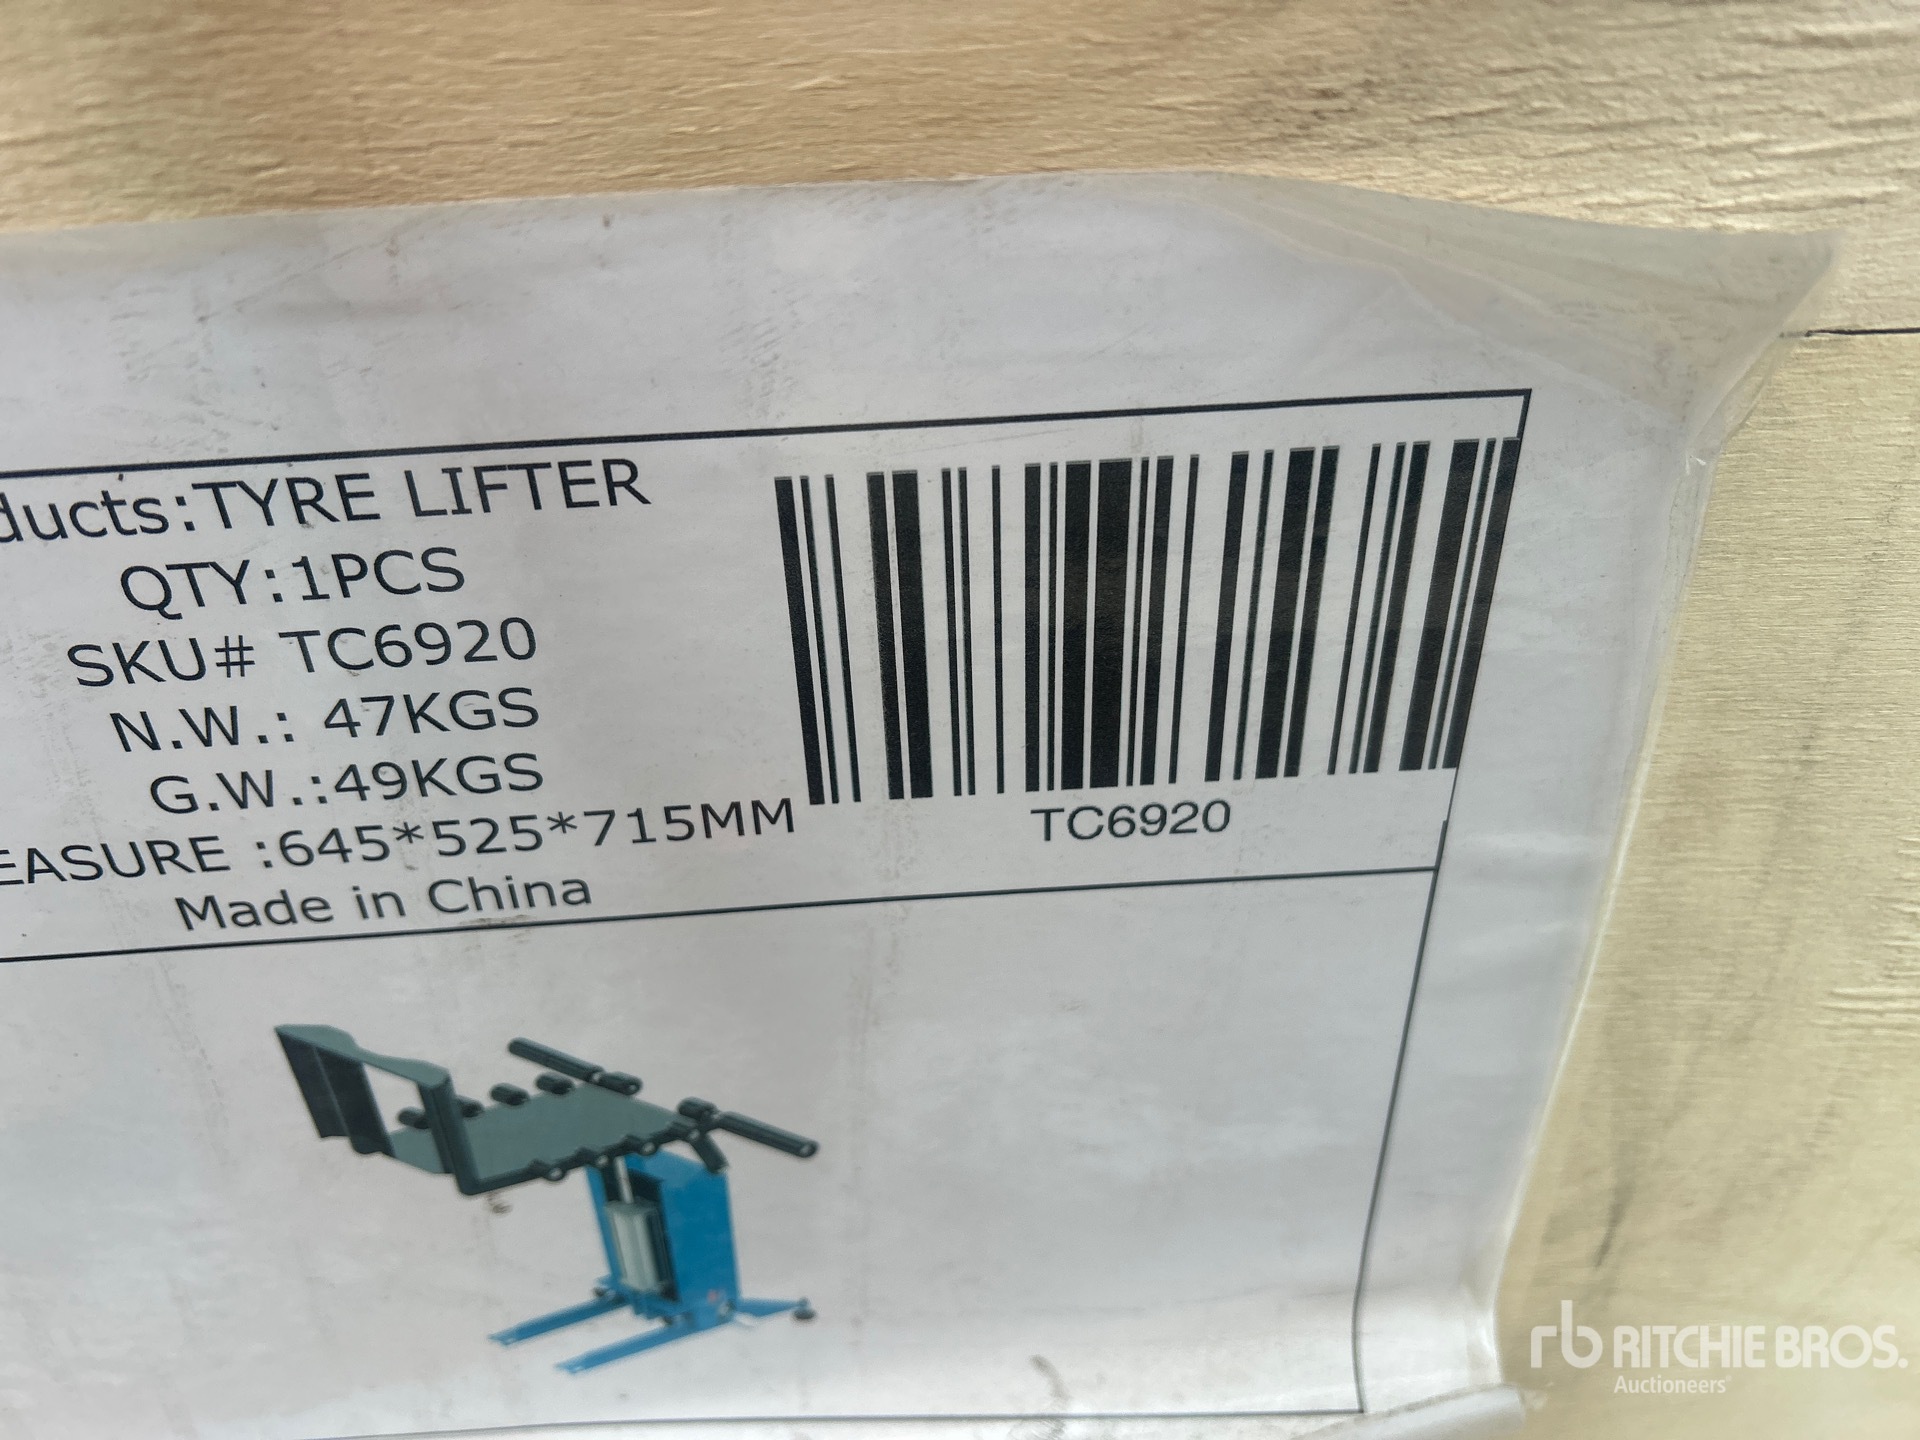 ducts:TYRE LIFTER
QTY:1PCS
SKU# TC6920
N.W.: 47KGS
G.W.:49KGS
EASURE :645*525*715MM
Made in China
TC6920
rb RITCHIE BROS.
Auctioneers